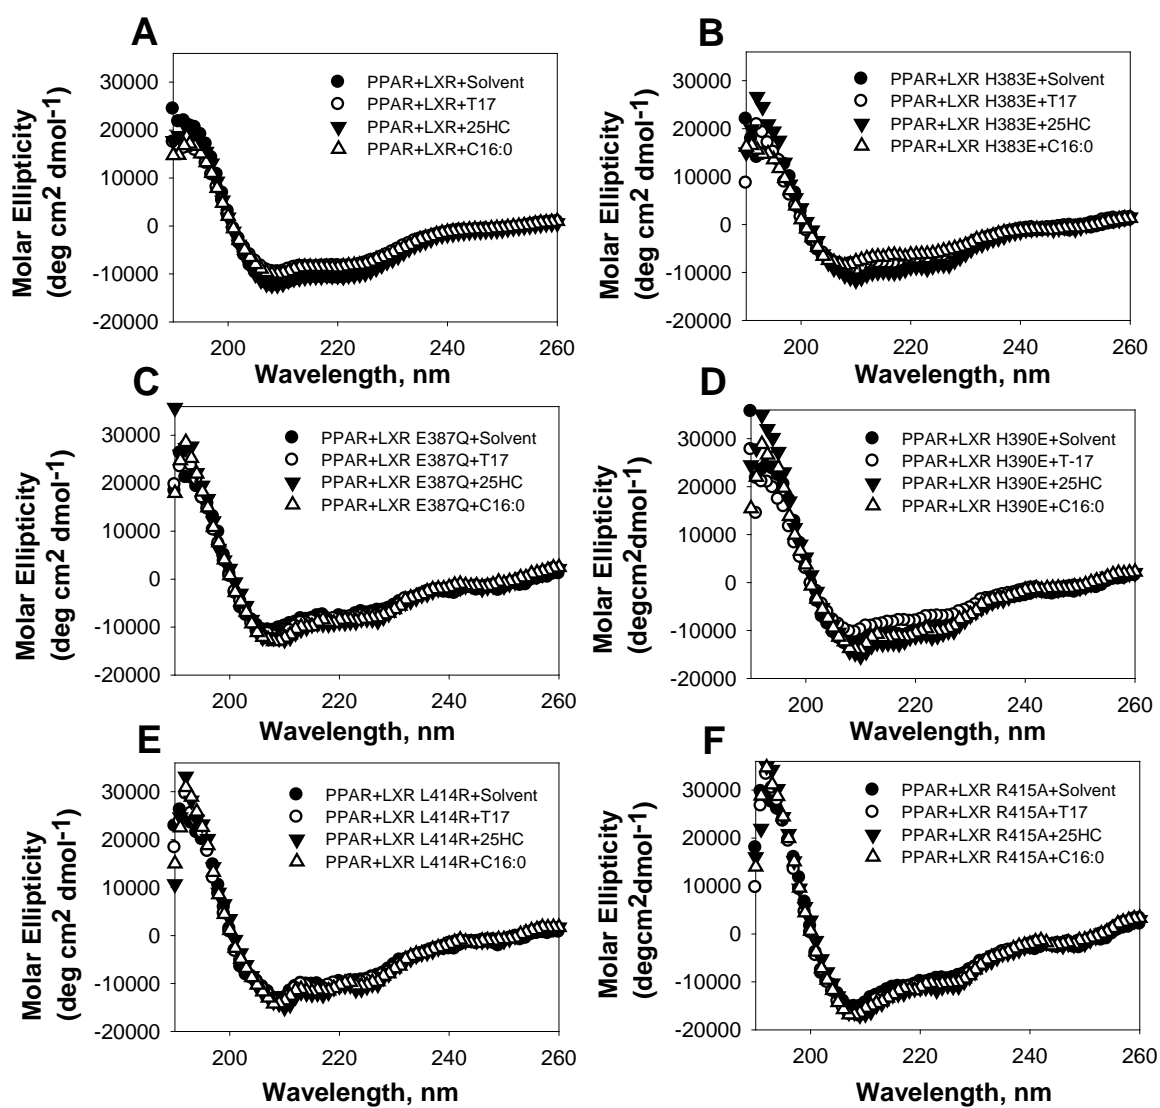 A
Molar Ellipticity
(deg cm2 dmol-1)
30000
20000
10000
0
-10000
-20000
PPAR+LXR+Solvent
PPAR+LXR+T17
PPAR+LXR+25HC
PPAR+LXR+C16:0
200
220
240
260
Wavelength, nm
B
Molar Ellipticity
(deg cm2 dmol-1)
30000
20000
10000
0
-10000
-20000
PPAR+LXR H383E+Solvent
PPAR+LXR H383E+T17
PPAR+LXR H383E+25HC
PPAR+LXR H383E+C16:0
200
220
240
260
Wavelength, nm
C
Molar Ellipticity
(deg cm2 dmol-1)
30000
20000
10000
0
-10000
-20000
PPAR+LXR E387Q+Solvent
PPAR+LXR E387Q+T17
PPAR+LXR E387Q+25HC
PPAR+LXR E387Q+C16:0
200
220
240
260
Wavelength, nm
D
Molar Ellipticity
(degcm2dmol-1)
30000
20000
10000
0
-10000
-20000
PPAR+LXR H390E+Solvent
PPAR+LXR H390E+T-17
PPAR+LXR H390E+25HC
PPAR+LXR H390E+C16:0
200
220
240
260
Wavelength, nm
E
Molar Ellipticity
(deg cm2 dmol-1)
30000
20000
10000
0
-10000
-20000
PPAR+LXR L414R+Solvent
PPAR+LXR L414R+T17
PPAR+LXR L414R+25HC
PPAR+LXR L414R+C16:0
200
220
240
260
Wavelength, nm
F
Molar Ellipticity
(degcm2dmol-1)
30000
20000
10000
0
-10000
-20000
PPAR+LXR R415A+Solvent
PPAR+LXR R415A+T17
PPAR+LXR R415A+25HC
PPAR+LXR R415A+C16:0
200
220
240
260
Wavelength, nm